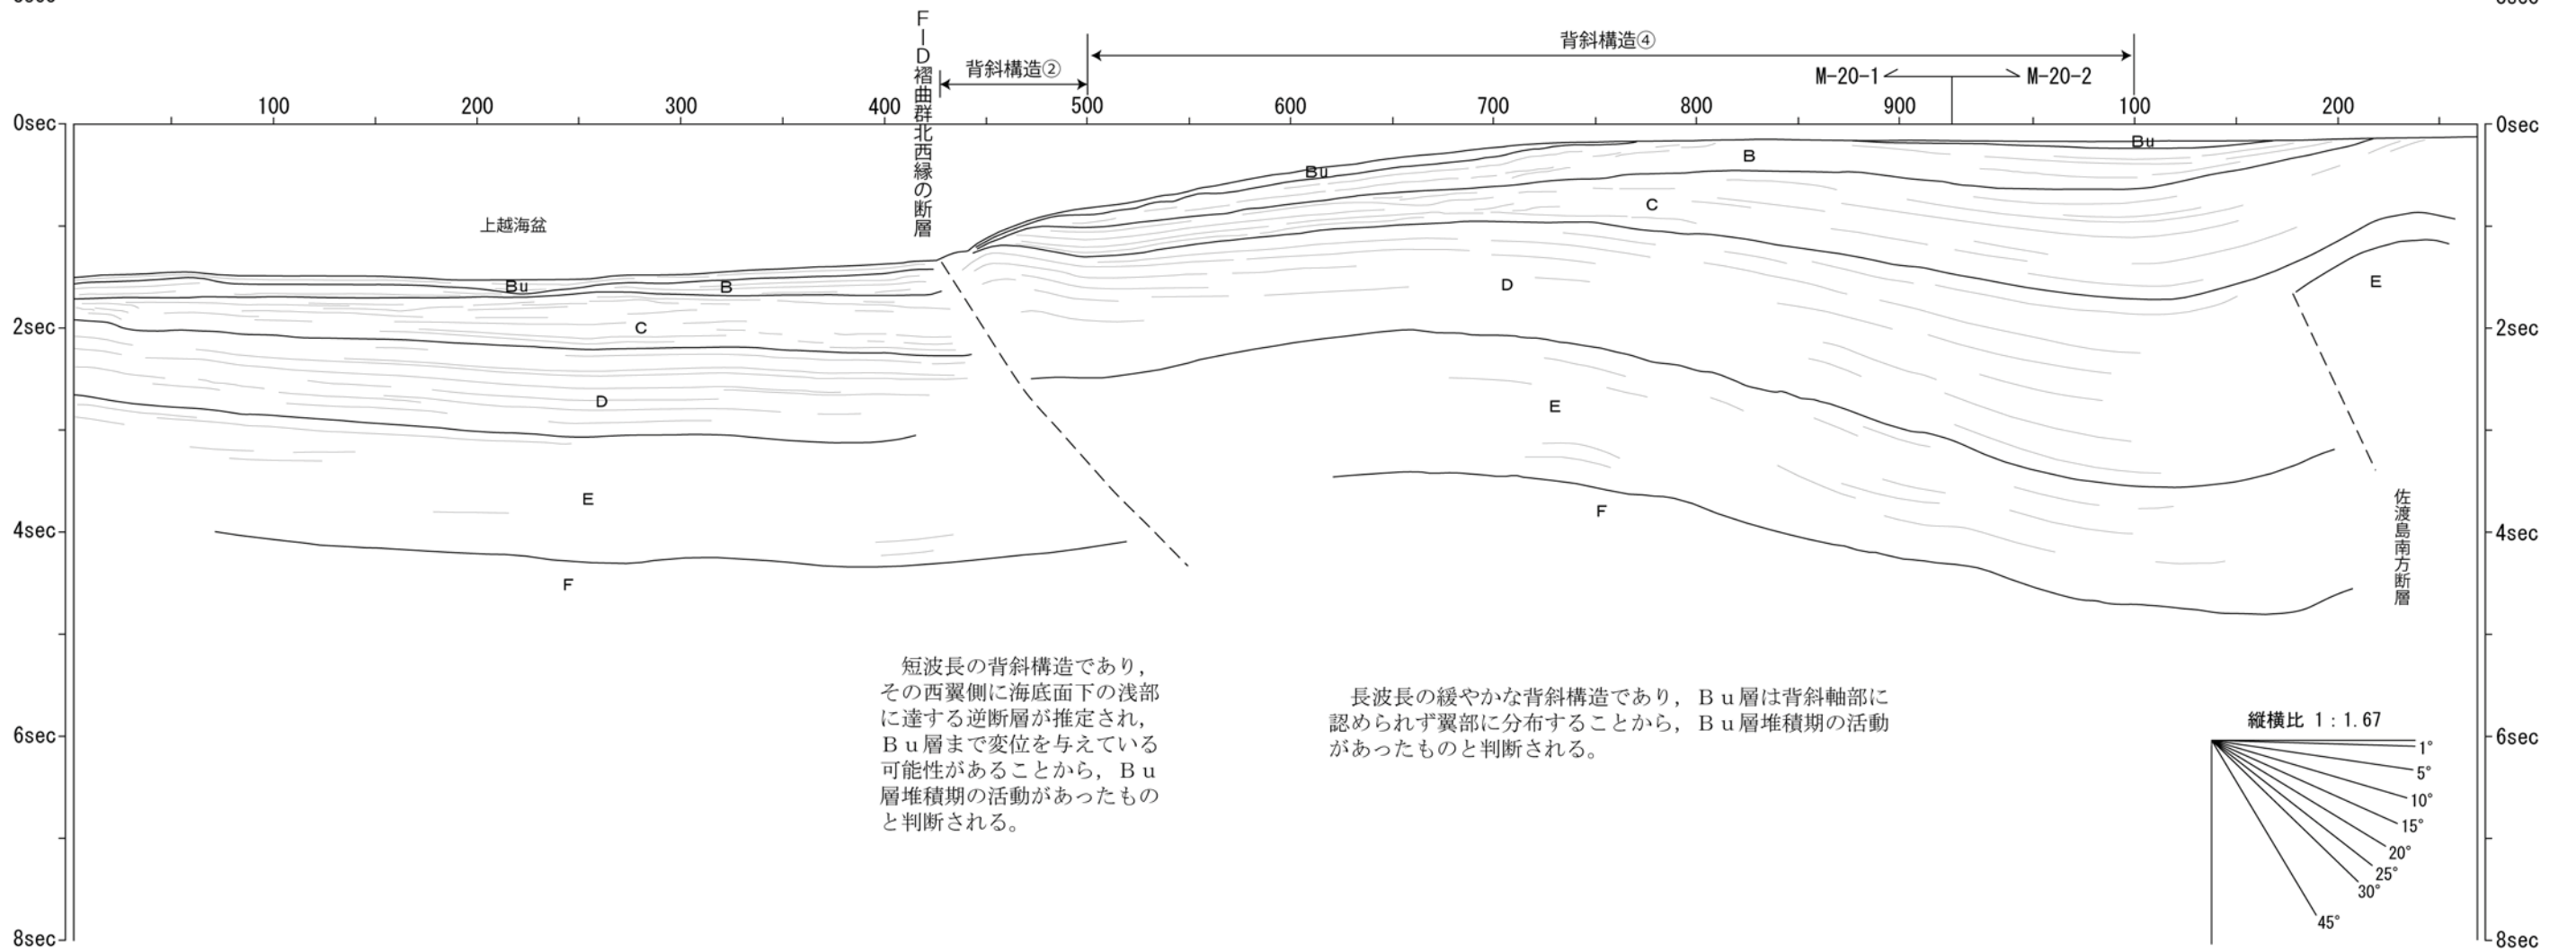 F-D褶曲群北西縁の断層
背斜構造②
背斜構造④
M-20-1
M-20-2
100
200
300
400
500
600
700
800
900
100
200
0sec
0sec
上越海盆
Bu
B
C
D
E
F
Bu
B
Bu
C
D
E
F
E
2sec
2sec
4sec
4sec
6sec
6sec
8sec
8sec
佐渡島南方断層
短波長の背斜構造であり，
その西翼側に海底面下の浅部
に達する逆断層が推定され，
Ｂｕ層まで変位を与えている
可能性があることから，Ｂｕ
層堆積期の活動があったもの
と判断される。
長波長の緩やかな背斜構造であり，Ｂｕ層は背斜軸部に
認められず翼部に分布することから，Ｂｕ層堆積期の活動
があったものと判断される。
縦横比 1：1.67
1°
5°
10°
15°
20°
25°
30°
45°